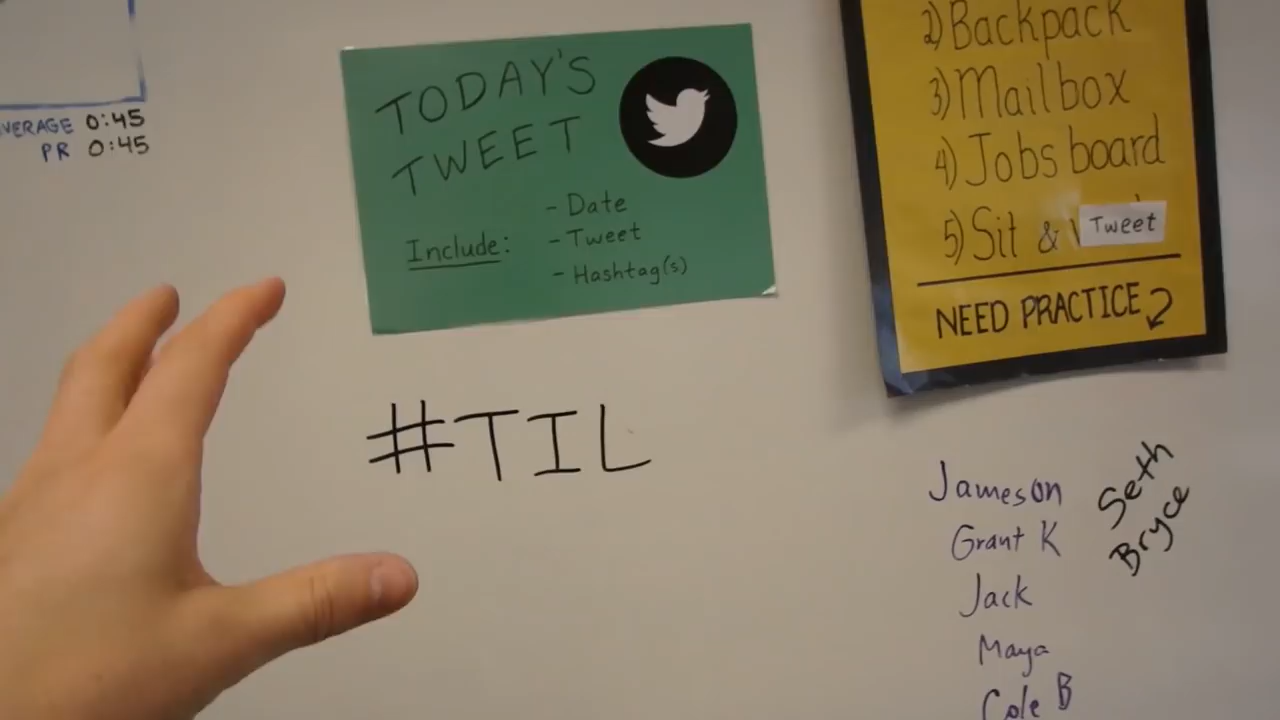 AVERAGE 0:45
PR 0:45
TODAY'S
TWEET
Include:
- Date
- Tweet
- Hashtag(s)
#TIL
2) Backpack
3) Mailbox
4) Jobs board
5) Sit & Tweet
NEED PRACTICE
Jameson
Grant K
Jack
Maya
Cole B
Seth
Bryce